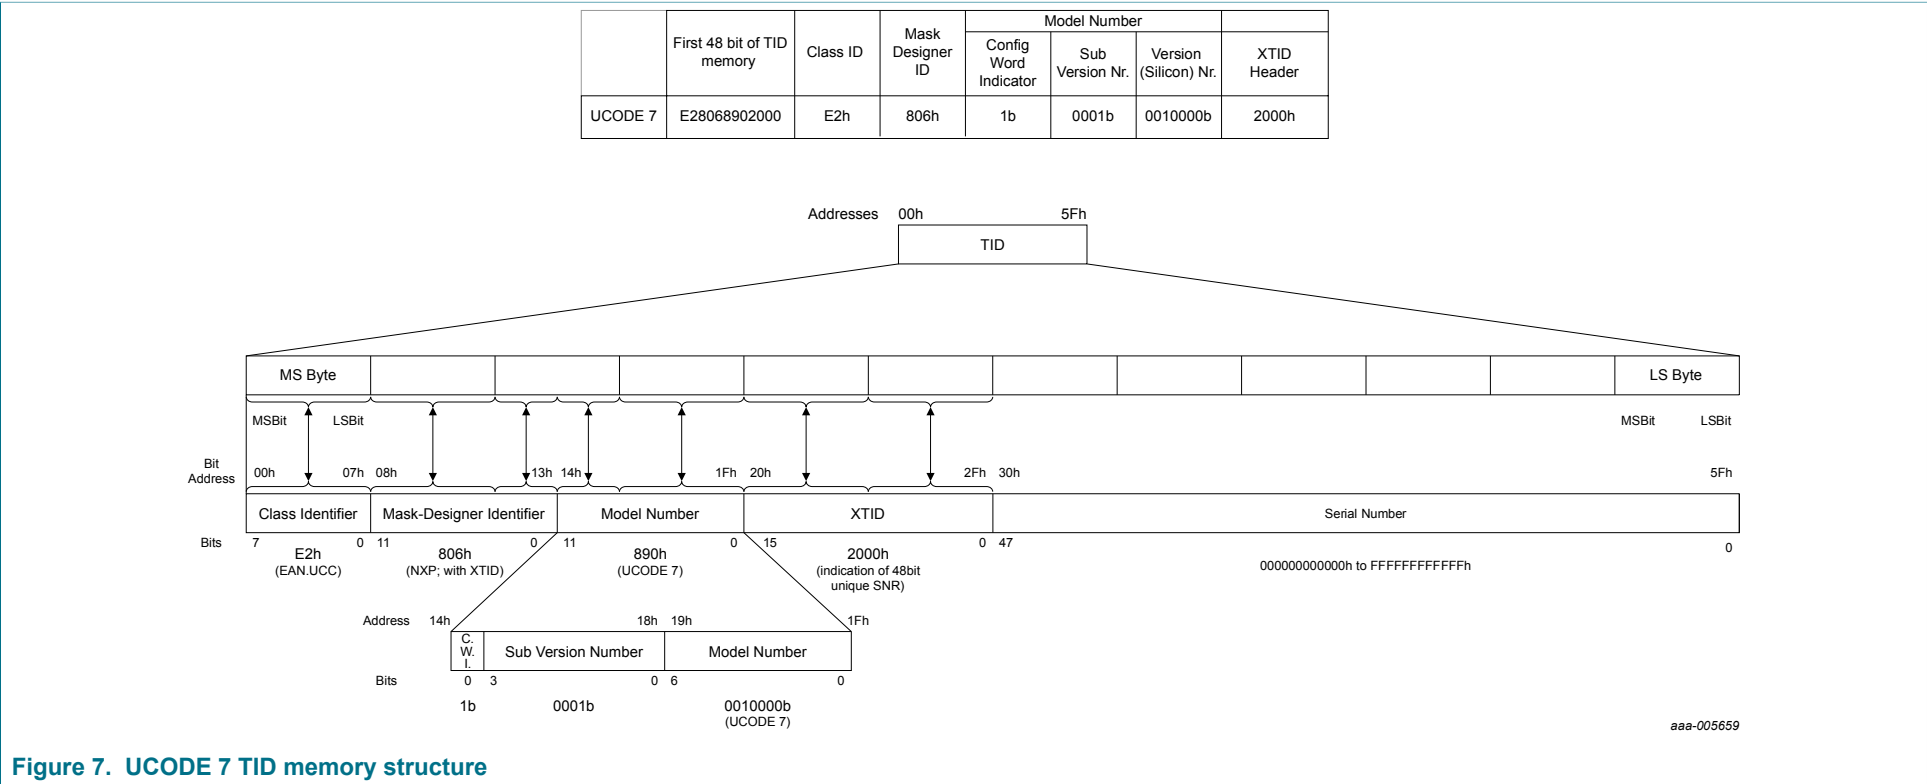 Model Number
First 48 bit of TID memory
Class ID
Mask Designer ID
Config Word Indicator
Sub Version Nr.
Version (Silicon) Nr.
XTID Header
UCODE 7 E28068902000 E2h 806h 1b 0001b 0010000b 2000h
Addresses 00h 5Fh
TID
MS Byte LS Byte
MSBit LSBit MSBit LSBit
Bit Address
00h 07h 08h 13h 14h 1Fh 20h 2Fh 30h 5Fh
Class Identifier Mask-Designer Identifier Model Number XTID Serial Number
Bits 7 0 11 0 11 0 15 0 47 0
E2h 806h 890h 2000h
(EAN.UCC) (NXP; with XTID) (UCODE 7) (indication of 48bit
unique SNR)
000000000000h to FFFFFFFFFFFFh
Address 14h 18h 19h 1Fh
C.
W.
I.
Sub Version Number Model Number
Bits 0 3 0 6 0
1b 0001b 0010000b
(UCODE 7)
aaa-005659
Figure 7. UCODE 7 TID memory structure